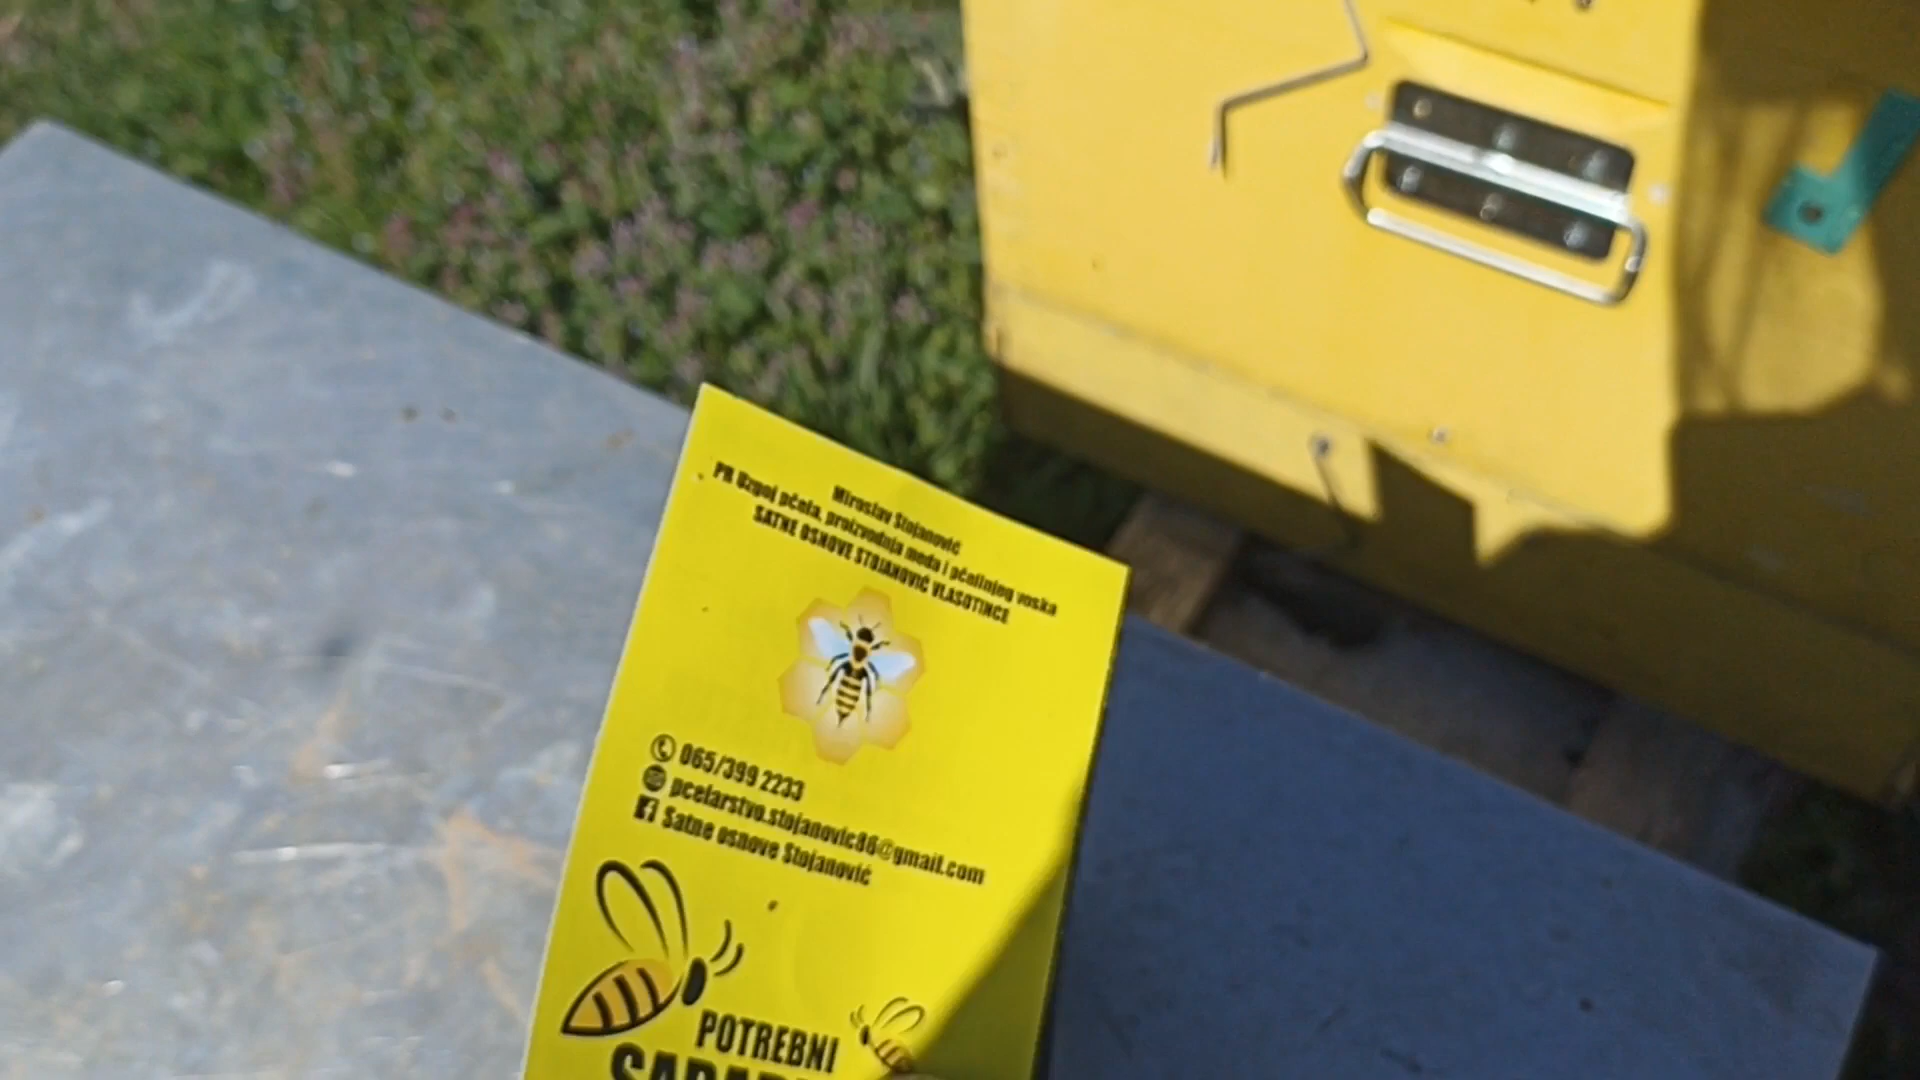 Miroslav Stojanović
PR Uzgoj pčela, proizvodnja meda i pčelinjeg voska
SATNE OSNOVE STOJANOVIĆ VLASOTINCE
065/399 2233
pcelarstvo.stojanovic86@gmail.com
Satne osnove Stojanović
POTREBNI